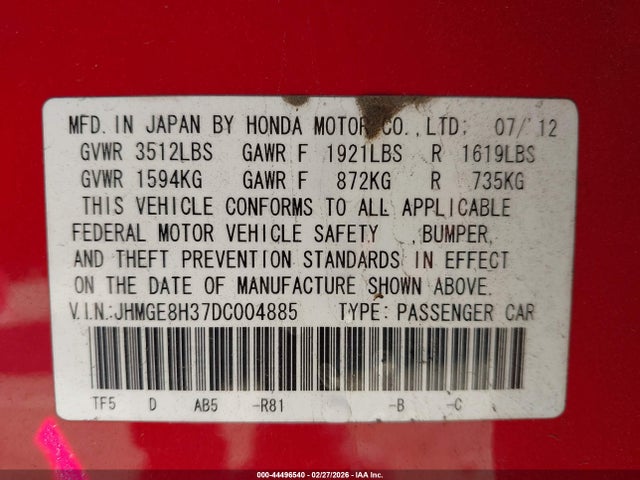 MFD. IN JAPAN BY HONDA MOTOR CO., LTD; 07/'12
GVWR 3512LBS GAWR F 1921LBS R 1619LBS
GVWR 1594KG GAWR F 872KG R 735KG
THIS VEHICLE CONFORMS TO ALL APPLICABLE
FEDERAL MOTOR VEHICLE SAFETY , BUMPER,
AND THEFT PREVENTION STANDARDS IN EFFECT
ON THE DATE OF MANUFACTURE SHOWN ABOVE.
V.I.N.:JHMGE8H37DC004885 TYPE: PASSENGER CAR
TF5 D AB5 -R81 -B -C
000-44496540 - 02/27/2026 - IAA Inc.